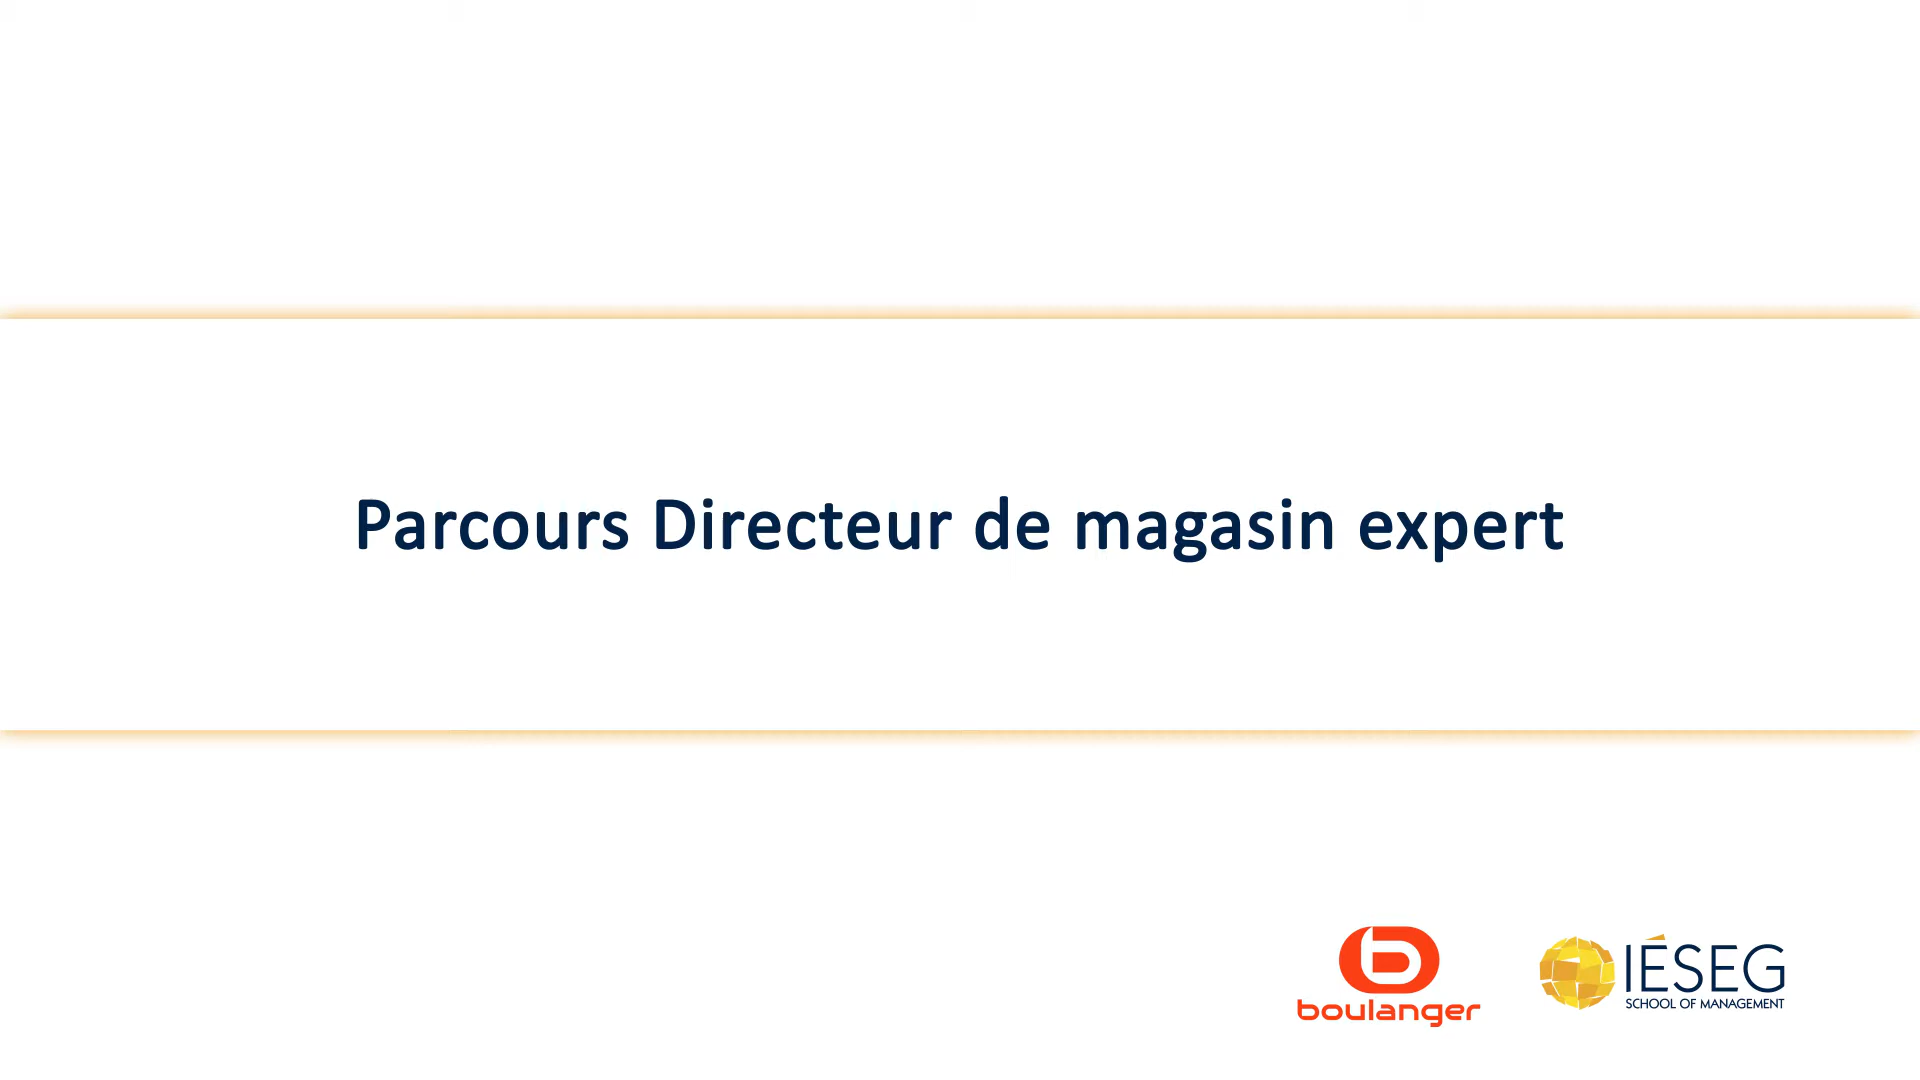 Parcours Directeur de magasin expert
boulanger
IÉSEG
SCHOOL OF MANAGEMENT